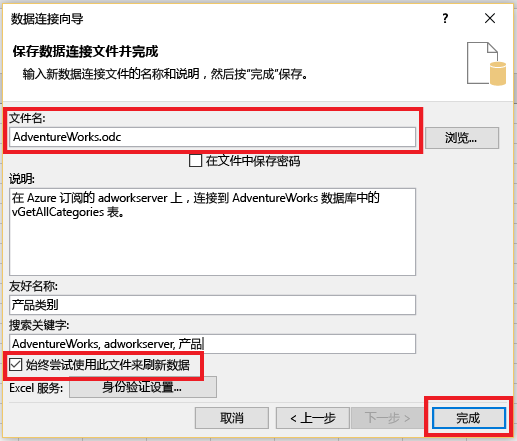 数据连接向导
?
保存数据连接文件并完成
输入新数据连接文件的名称和说明，然后按“完成”保存。
文件名:
AdventureWorks.odc
浏览...
在文件中保存密码
说明:
在 Azure 订阅的 adworkserver 上，连接到 AdventureWorks 数据库中的
vGetAllCategories 表。
友好名称:
产品类别
搜索关键字:
AdventureWorks, adworkserver, 产品
始终尝试使用此文件来刷新数据
Excel 服务:
身份验证设置...
取消
< 上一步
下一步 >
完成